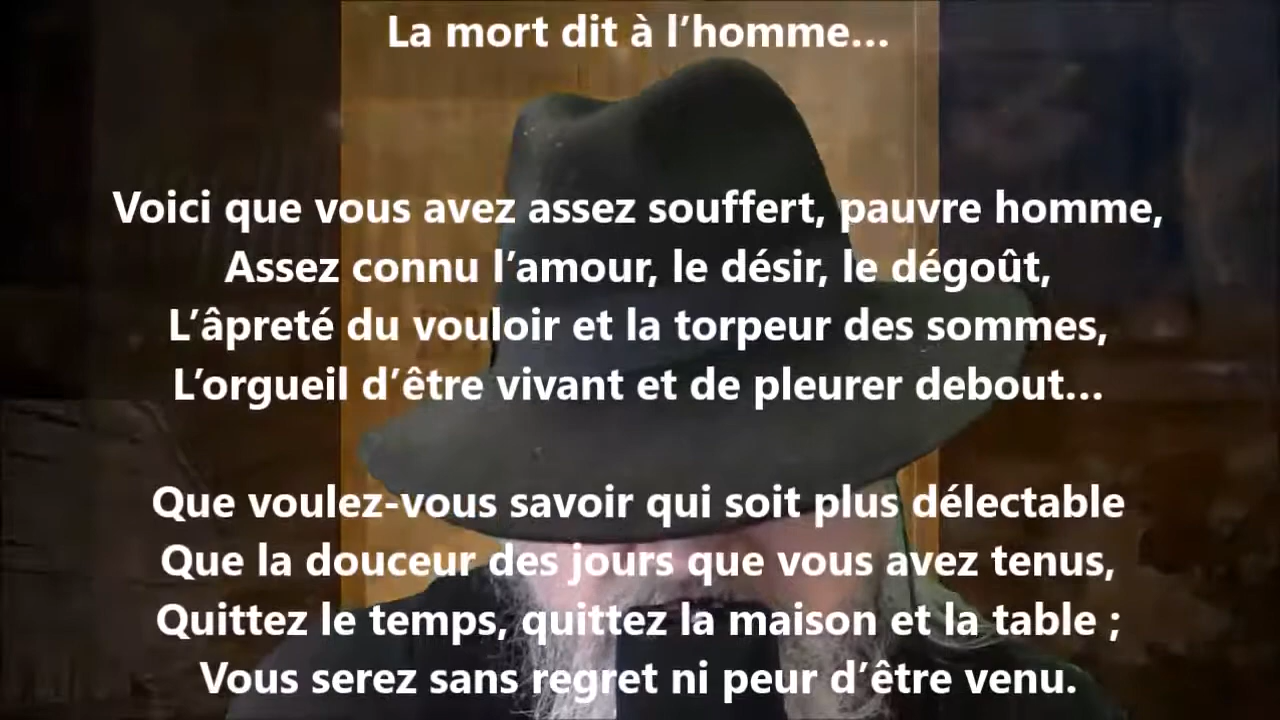 La mort dit à l’homme…
Voici que vous avez assez souffert, pauvre homme,
Assez connu l’amour, le désir, le dégoût,
L’âpreté du vouloir et la torpeur des sommes,
L’orgueil d’être vivant et de pleurer debout…
Que voulez-vous savoir qui soit plus délectable
Que la douceur des jours que vous avez tenus,
Quittez le temps, quittez la maison et la table ;
Vous serez sans regret ni peur d’être venu.